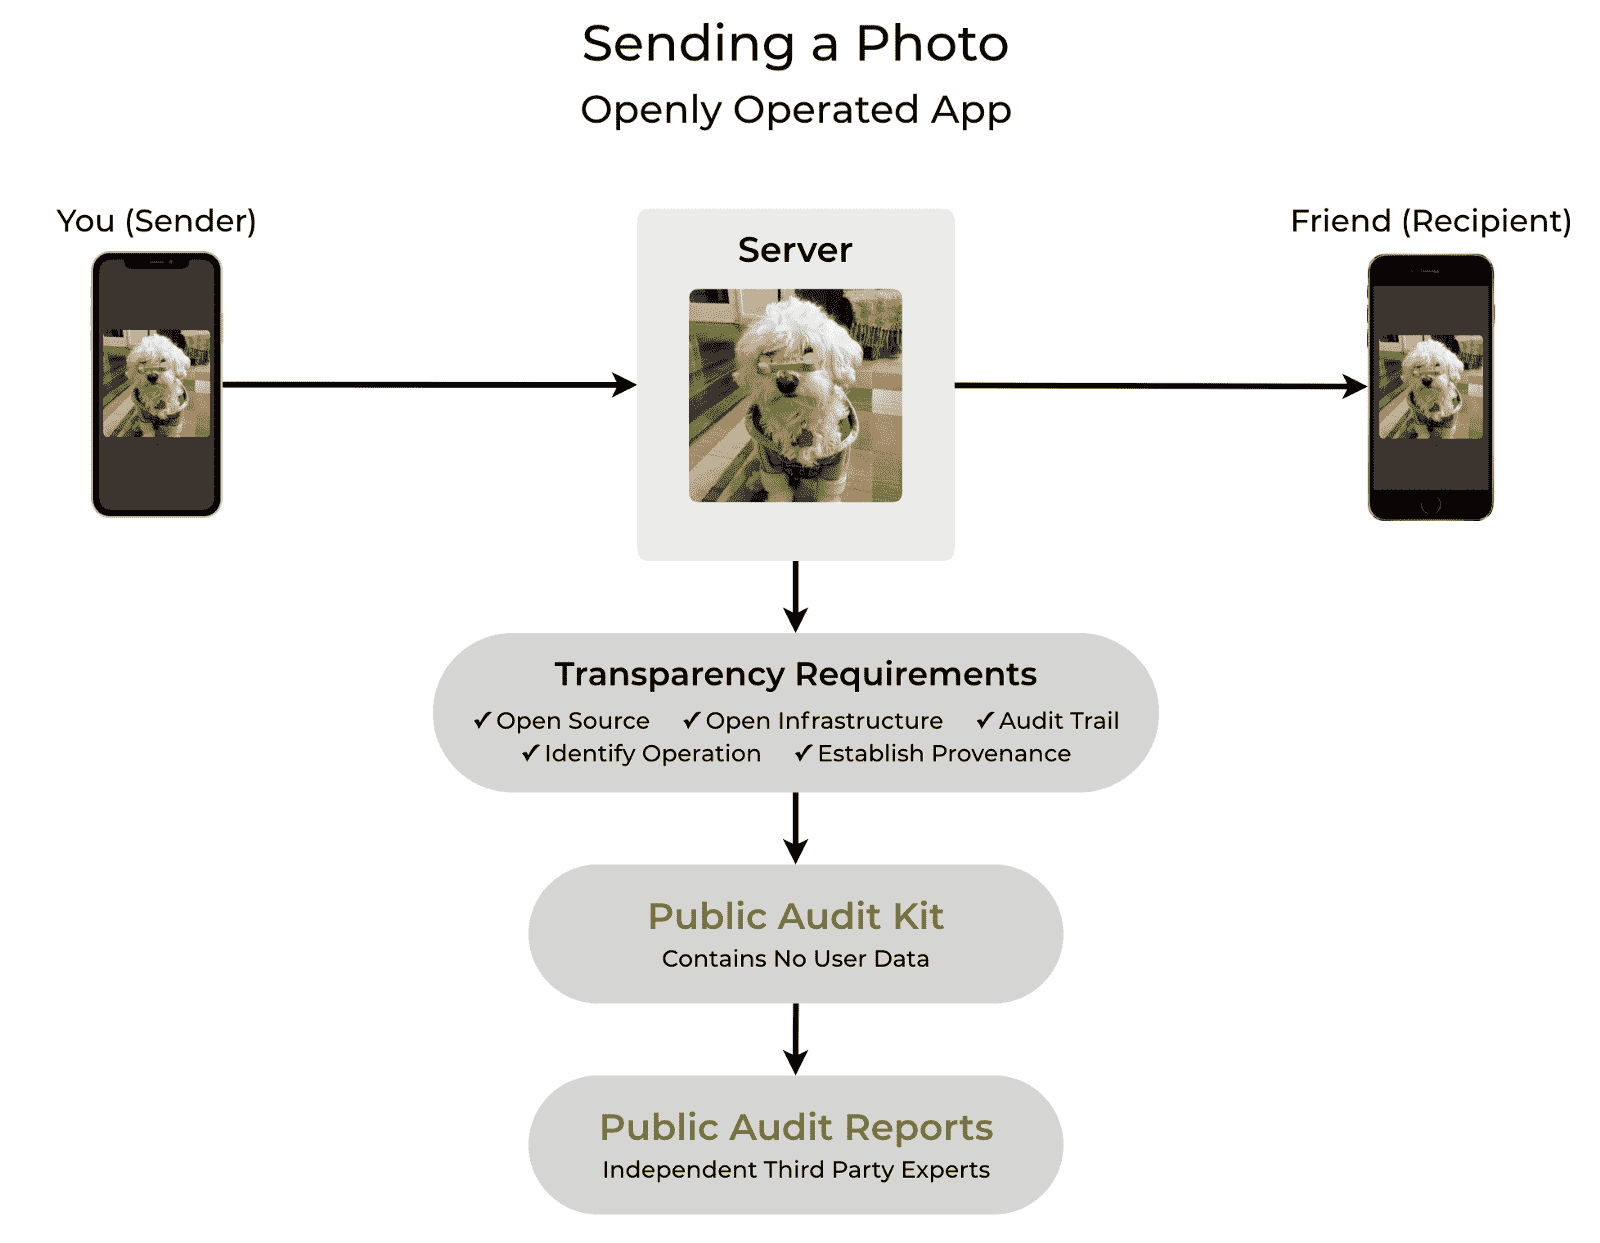 Sending a Photo
Openly Operated App
You (Sender)
Server
Friend (Recipient)
Transparency Requirements
✓Open Source ✓Open Infrastructure ✓Audit Trail
✓Identify Operation ✓Establish Provenance
Public Audit Kit
Contains No User Data
Public Audit Reports
Independent Third Party Experts